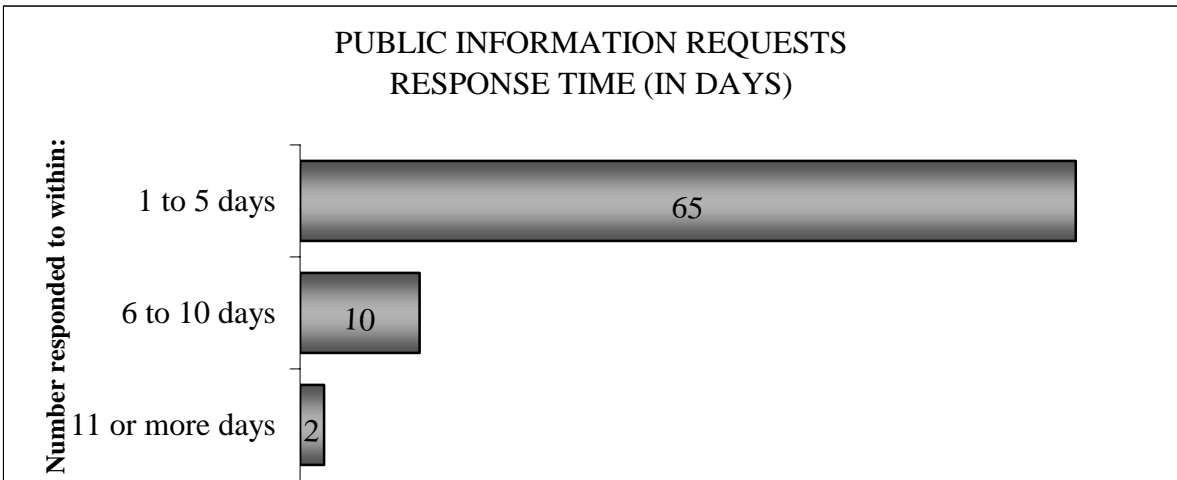 PUBLIC INFORMATION REQUESTS
RESPONSE TIME (IN DAYS)
Number responded to within:
1 to 5 days
65
6 to 10 days
10
11 or more days
2